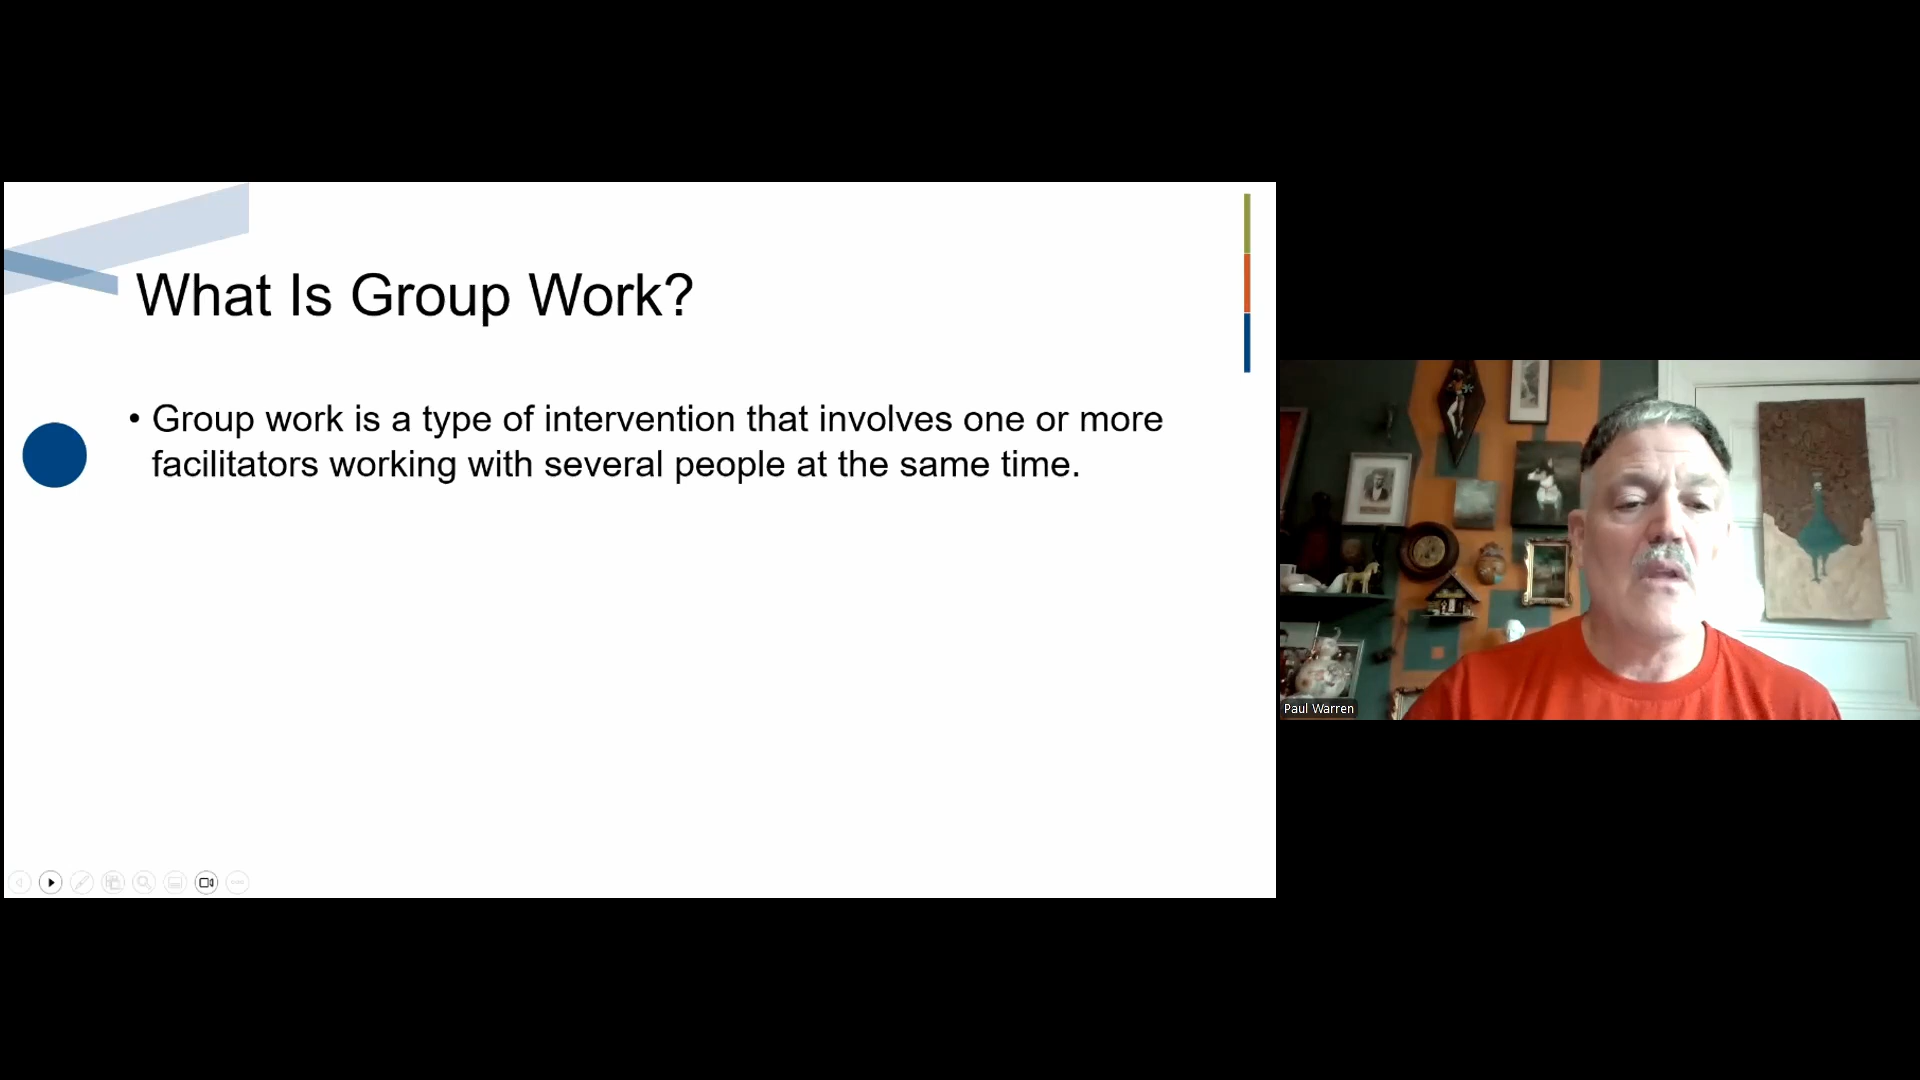 What Is Group Work?
• Group work is a type of intervention that involves one or more
facilitators working with several people at the same time.
Paul Warren